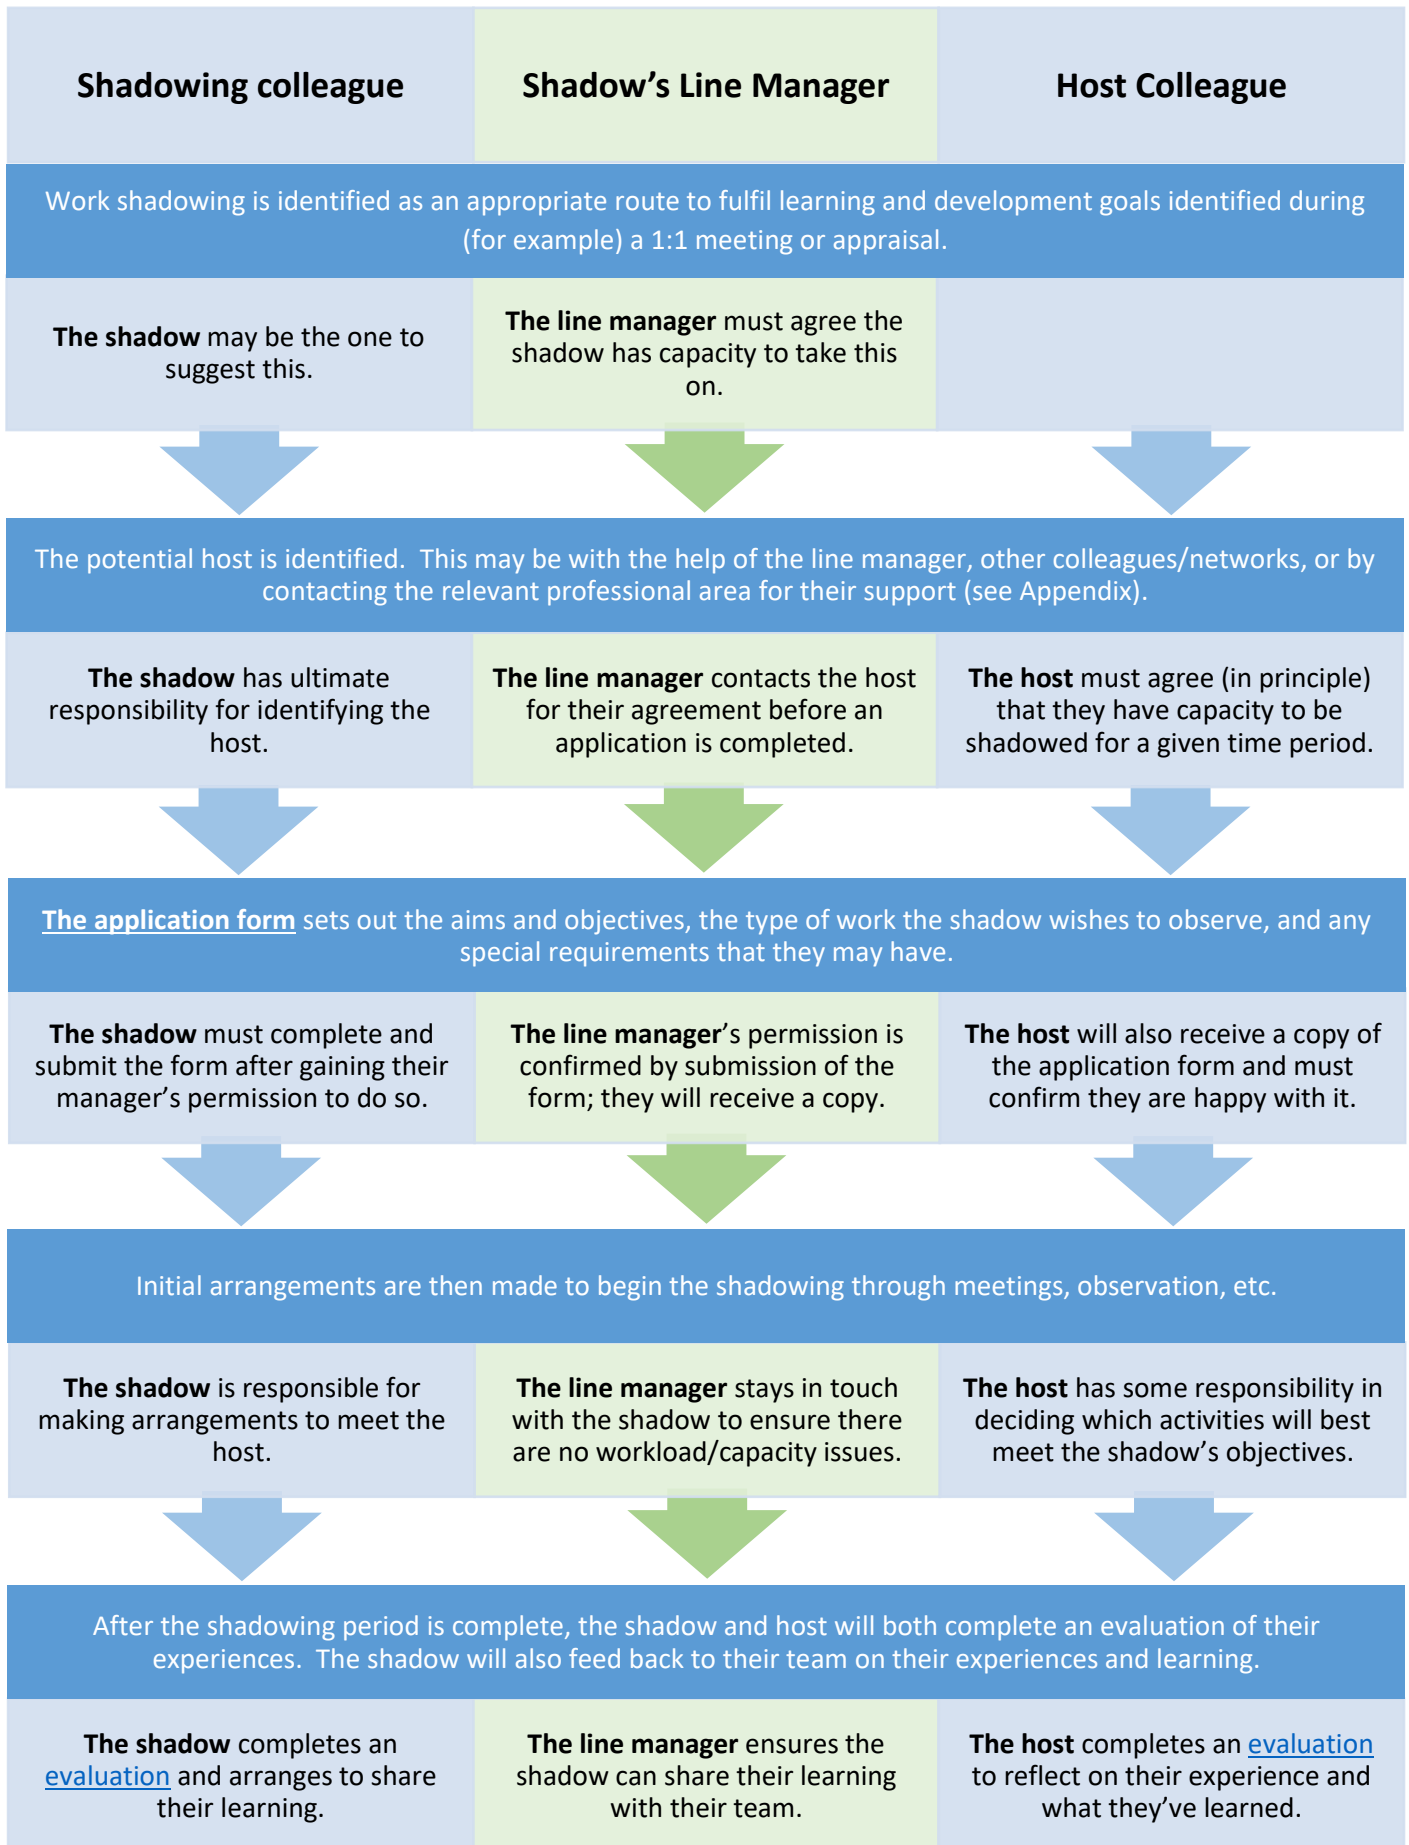 Shadowing colleague
Shadow's Line Manager
Host Colleague
Work shadowing is identified as an appropriate route to fulfil learning and development goals identified during
(for example) a 1:1 meeting or appraisal.
The shadow may be the one to
suggest this.
The line manager must agree the
shadow has capacity to take this
on.
The potential host is identified.  This may be with the help of the line manager, other colleagues/networks, or by
contacting the relevant professional area for their support (see Appendix).
The shadow has ultimate
responsibility for identifying the
host.
The line manager contacts the host
for their agreement before an
application is completed.
The host must agree (in principle)
that they have capacity to be
shadowed for a given time period.
The application form sets out the aims and objectives, the type of work the shadow wishes to observe, and any
special requirements that they may have.
The shadow must complete and
submit the form after gaining their
manager's permission to do so.
The line manager's permission is
confirmed by submission of the
form; they will receive a copy.
The host will also receive a copy of
the application form and must
confirm they are happy with it.
Initial arrangements are then made to begin the shadowing through meetings, observation, etc.
The shadow is responsible for
making arrangements to meet the
host.
The line manager stays in touch
with the shadow to ensure there
are no workload/capacity issues.
The host has some responsibility in
deciding which activities will best
meet the shadow's objectives.
After the shadowing period is complete, the shadow and host will both complete an evaluation of their
experiences.  The shadow will also feed back to their team on their experiences and learning.
The shadow completes an
evaluation and arranges to share
their learning.
The line manager ensures the
shadow can share their learning
with their team.
The host completes an evaluation
to reflect on their experience and
what they've learned.